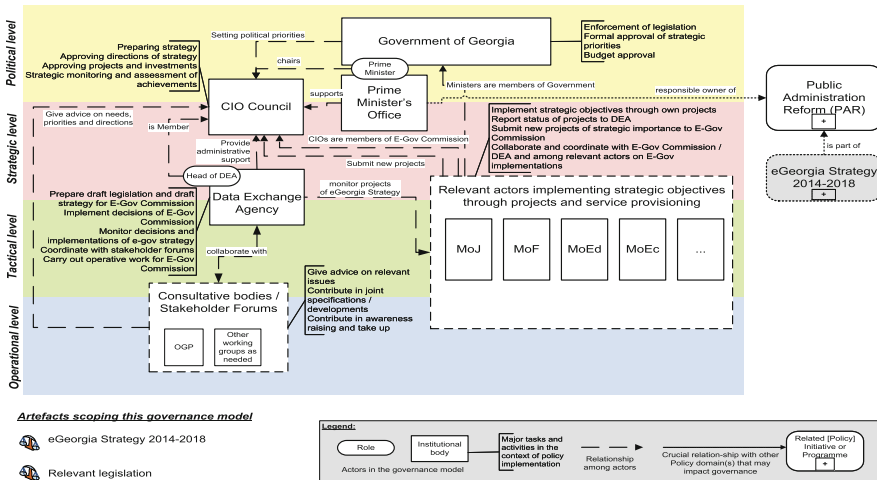 Political level
Strategic level
Tactical level
Operational level
Setting political priorities
Government of Georgia
Enforcement of legislation
Formal approval of strategic
priorities
Budget approval
Preparing strategy
Approving directions of strategy
Approving projects and investments
Strategic monitoring and assessment of
achievements
chairs
Prime
Minister
Ministers are members of Government
responsible owner of
CIO Council
supports
Prime
Minister's
Office
Public
Administration
Reform (PAR)
+
Give advice on needs,
priorities and directions
is Member
Provide
administrative
support
CIOs are members of E-Gov Commission
Submit new projects
Implement strategic objectives through own projects
Report status of projects to DEA
Submit new projects of strategic importance to E-Gov
Commission
Collaborate and coordinate with E-Gov Commission /
DEA and among relevant actors on E-Gov
implementations
is part of
eGeorgia Strategy
2014-2018
+
Head of DEA
Data Exchange
Agency
monitor projects
of eGeorgia Strategy
Relevant actors implementing strategic objectives
through projects and service provisioning
MoJ
MoF
MoEd
MoEc
...
Prepare draft legislation and draft
strategy for E-Gov Commission
Implement decisions of E-Gov
Commission
Monitor decisions and
implementations of e-gov strategy
Coordinate with stakeholder forums
Carry out operative work for E-Gov
Commission
collaborate with
Consultative bodies /
Stakeholder Forums
OGP
Other
working
groups as
needed
Give advice on relevant
issues
Contribute in joint
specifications /
developments
Contribute in awareness
raising and take up
Artefacts scoping this governance model
eGeorgia Strategy 2014-2018
Relevant legislation
Legend:
Role
Institutional
body
Actors in the governance model
Major tasks and
activities in the
context of policy
implementation
Relationship
among actors
Crucial relation-ship with other
Policy domain(s) that may
impact governance
Related [Policy]
Initiative or
Programme
+